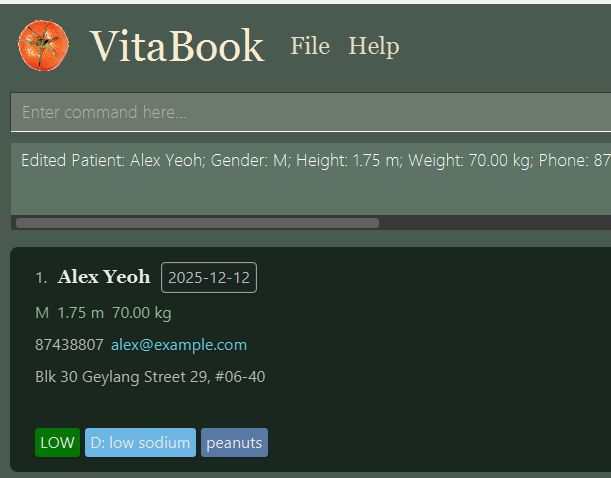 VitaBook File Help
Enter command here...
Edited Patient: Alex Yeoh; Gender: M; Height: 1.75 m; Weight: 70.00 kg; Phone: 87
1. Alex Yeoh 2025-12-12
M 1.75 m 70.00 kg
87438807 alex@example.com
Blk 30 Geylang Street 29, #06-40
LOW D: low sodium peanuts